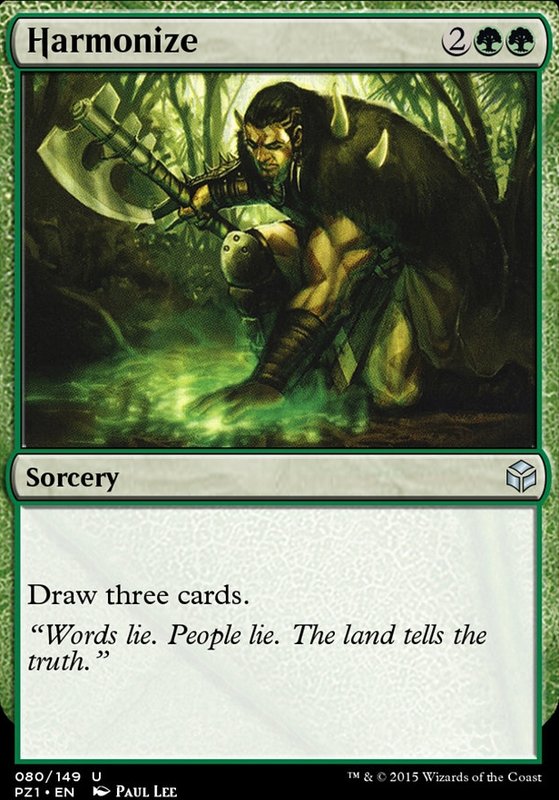 Harmonize 2
Sorcery
Draw three cards.
“Words lie. People lie. The land tells the
truth.”
080/149 U
PZ1 • EN Paul Lee
™ & © 2015 Wizards of the Coast